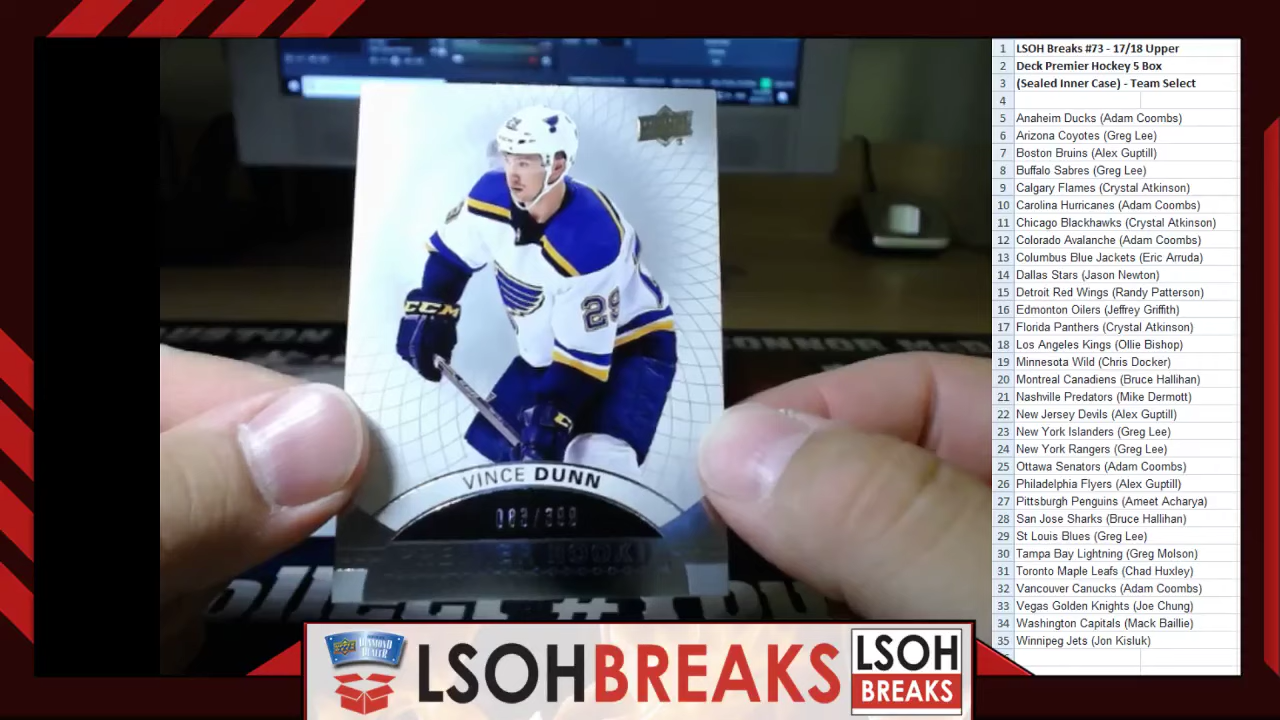 1 LSOH Breaks #73 - 17/18 Upper
2 Deck Premier Hockey 5 Box
3 (Sealed Inner Case) - Team Select
4
5 Anaheim Ducks (Adam Coombs)
6 Arizona Coyotes (Greg Lee)
7 Boston Bruins (Alex Guptill)
8 Buffalo Sabres (Greg Lee)
9 Calgary Flames (Crystal Atkinson)
10 Carolina Hurricanes (Adam Coombs)
11 Chicago Blackhawks (Crystal Atkinson)
12 Colorado Avalanche (Adam Coombs)
13 Columbus Blue Jackets (Eric Arruda)
14 Dallas Stars (Jason Newton)
15 Detroit Red Wings (Randy Patterson)
16 Edmonton Oilers (Jeffrey Griffith)
17 Florida Panthers (Crystal Atkinson)
18 Los Angeles Kings (Ollie Bishop)
19 Minnesota Wild (Chris Docker)
20 Montreal Canadiens (Bruce Hallihan)
21 Nashville Predators (Mike Dermott)
22 New Jersey Devils (Alex Guptill)
23 New York Islanders (Greg Lee)
24 New York Rangers (Greg Lee)
25 Ottawa Senators (Adam Coombs)
26 Philadelphia Flyers (Alex Guptill)
27 Pittsburgh Penguins (Ameet Acharya)
28 San Jose Sharks (Bruce Hallihan)
29 St Louis Blues (Greg Lee)
30 Tampa Bay Lightning (Greg Molson)
31 Toronto Maple Leafs (Chad Huxley)
32 Vancouver Canucks (Adam Coombs)
33 Vegas Golden Knights (Joe Chung)
34 Washington Capitals (Mack Baillie)
35 Winnipeg Jets (Jon Kisluk)
29
CCM
VINCE DUNN
DIAMOND
DEALER
LSOHBREAKS
LSOH
BREAKS